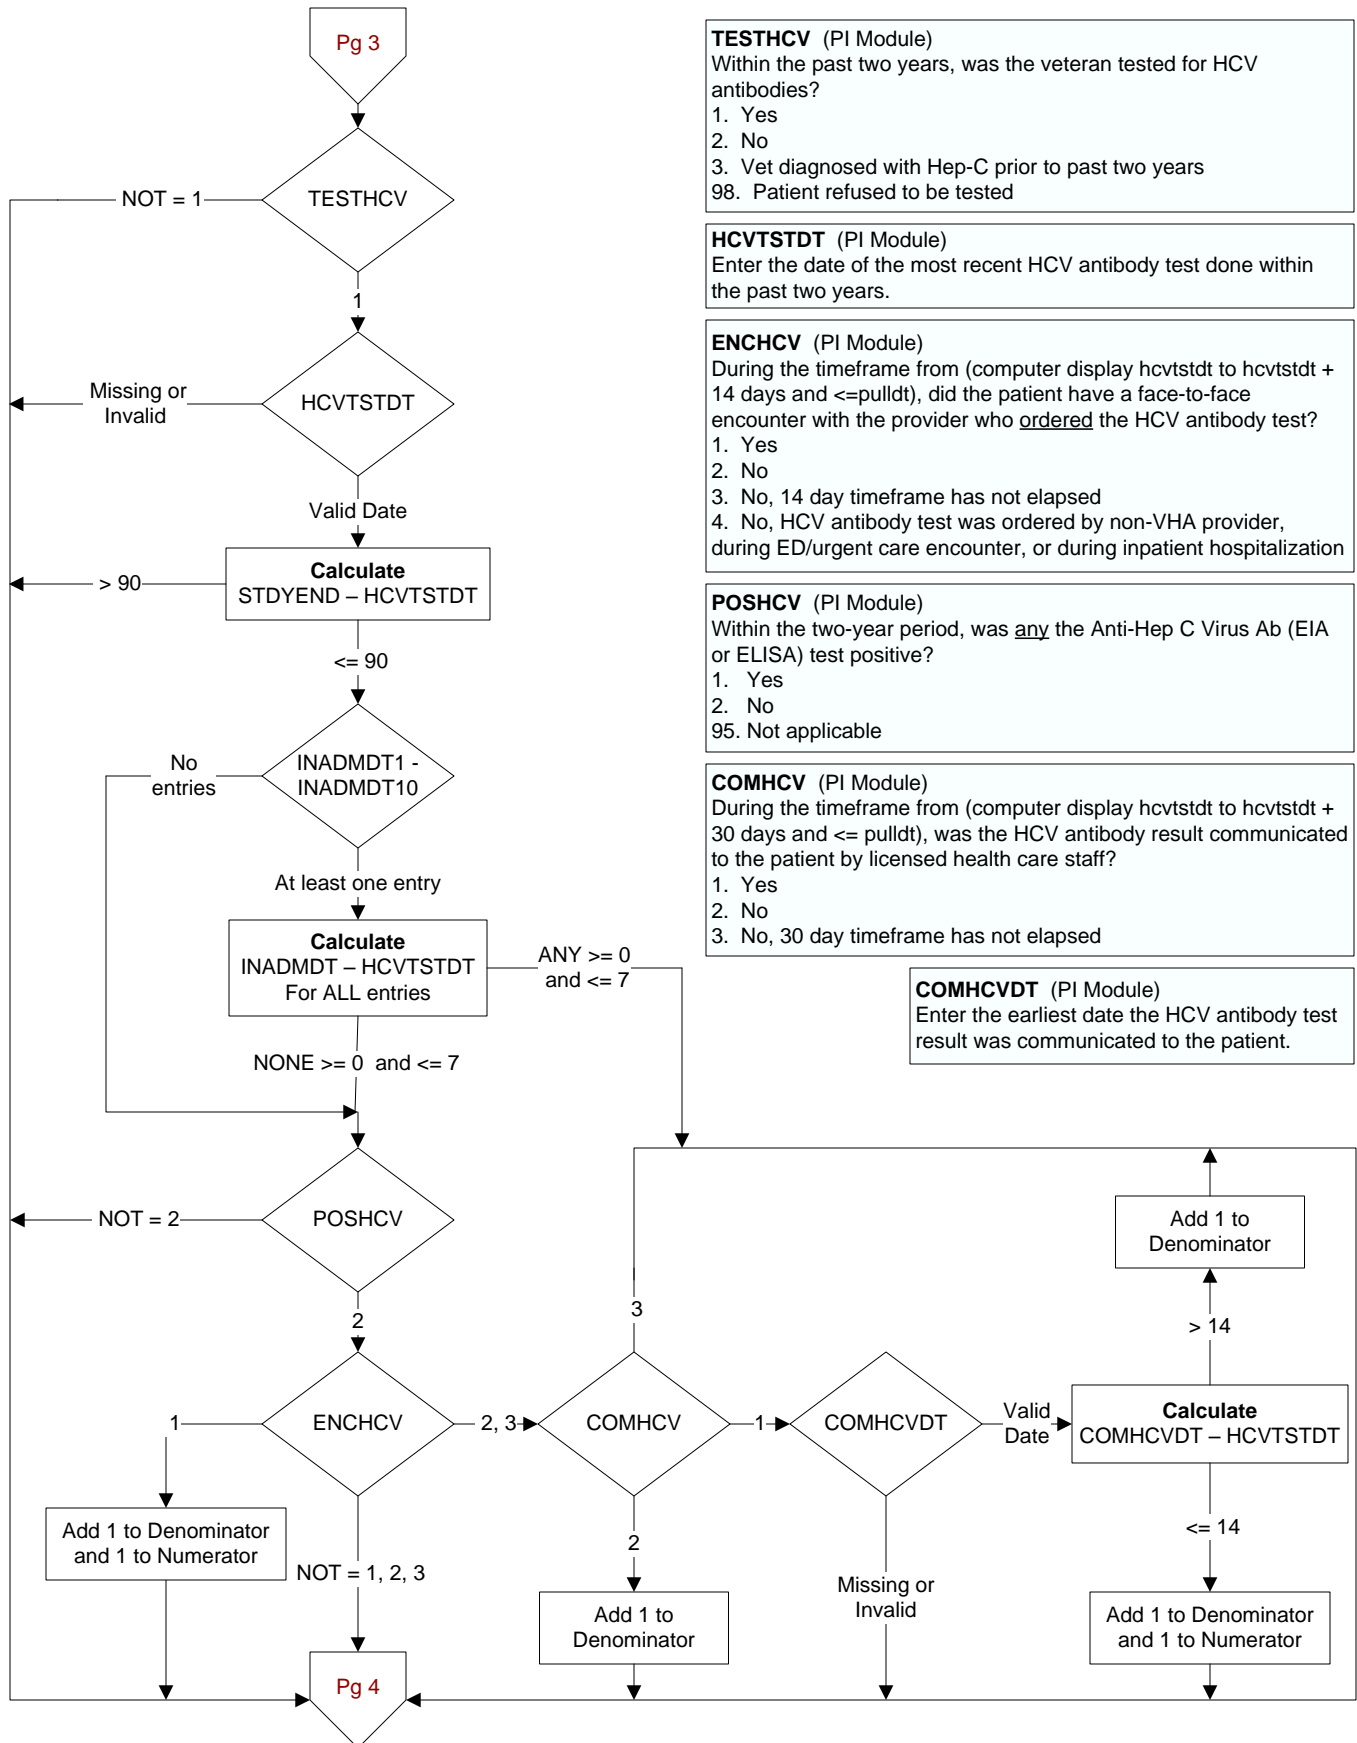 Pg 3
TESTHCV
NOT = 1
1
HCVTSTDT
Missing or
Invalid
Valid Date
Calculate
STDYEND – HCVTSTDT
> 90
<= 90
INADMDT1 -
INADMDT10
No
entries
At least one entry
Calculate
INADMDT – HCVTSTDT
For ALL entries
ANY >= 0
and <= 7
NONE >= 0 and <= 7
POSHCV
NOT = 2
2
ENCHCV
1
Add 1 to Denominator
and 1 to Numerator
NOT = 1, 2, 3
2, 3
COMHCV
3
2
Add 1 to
Denominator
1
COMHCVDT
Missing or
Invalid
Valid
Date
Calculate
COMHCVDT – HCVTSTDT
> 14
Add 1 to
Denominator
<= 14
Add 1 to Denominator
and 1 to Numerator
Pg 4
TESTHCV (PI Module)
Within the past two years, was the veteran tested for HCV
antibodies?
1. Yes
2. No
3. Vet diagnosed with Hep-C prior to past two years
98. Patient refused to be tested
HCVTSTDT (PI Module)
Enter the date of the most recent HCV antibody test done within
the past two years.
ENCHCV (PI Module)
During the timeframe from (computer display hcvtstdt to hcvtstdt +
14 days and <=pulldt), did the patient have a face-to-face
encounter with the provider who ordered the HCV antibody test?
1. Yes
2. No
3. No, 14 day timeframe has not elapsed
4. No, HCV antibody test was ordered by non-VHA provider,
during ED/urgent care encounter, or during inpatient hospitalization
POSHCV (PI Module)
Within the two-year period, was any the Anti-Hep C Virus Ab (EIA
or ELISA) test positive?
1. Yes
2. No
95. Not applicable
COMHCV (PI Module)
During the timeframe from (computer display hcvtstdt to hcvtstdt +
30 days and <= pulldt), was the HCV antibody result communicated
to the patient by licensed health care staff?
1. Yes
2. No
3. No, 30 day timeframe has not elapsed
COMHCVDT (PI Module)
Enter the earliest date the HCV antibody test
result was communicated to the patient.